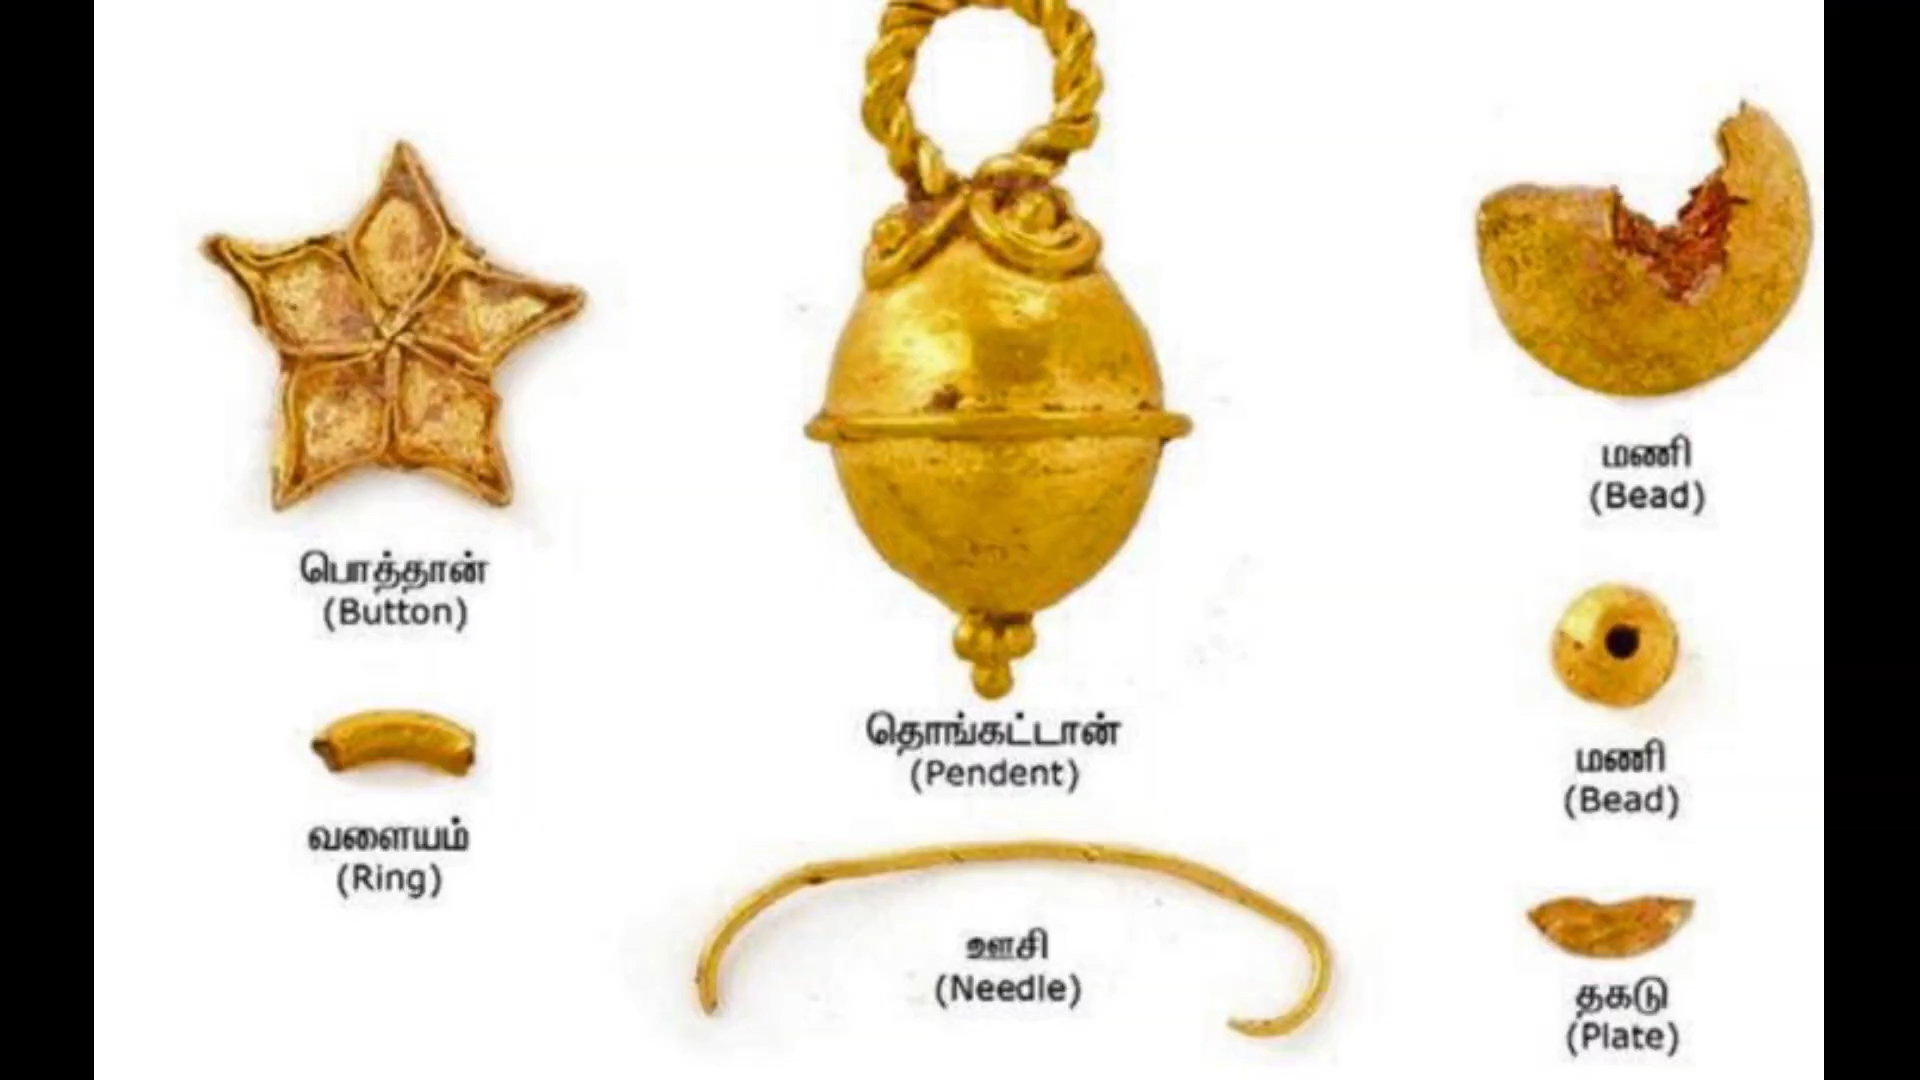 பொத்தான்
(Button)
வளையம்
(Ring)
தொங்கட்டான்
(Pendent)
ஊசி
(Needle)
மணி
(Bead)
மணி
(Bead)
தகடு
(Plate)